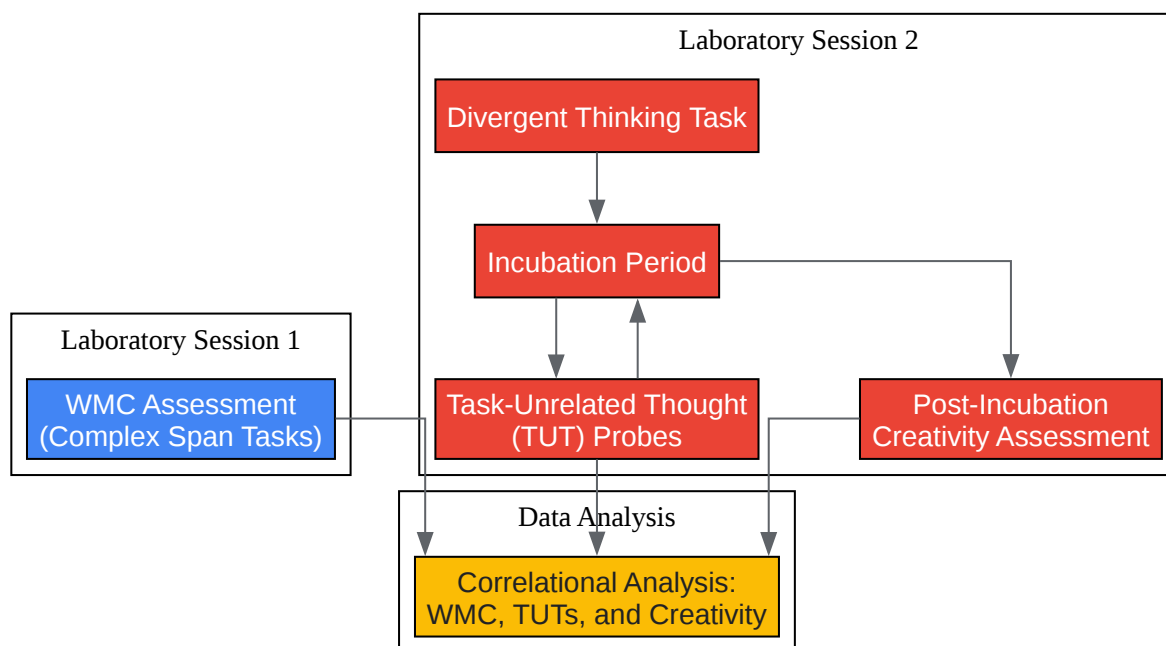 Laboratory Session 2
Divergent Thinking Task
Incubation Period
Laboratory Session 1
WMC Assessment
(Complex Span Tasks)
Task-Unrelated Thought
(TUT) Probes
Post-Incubation
Creativity Assessment
Data Analysis
Correlational Analysis:
WMC, TUTs, and Creativity